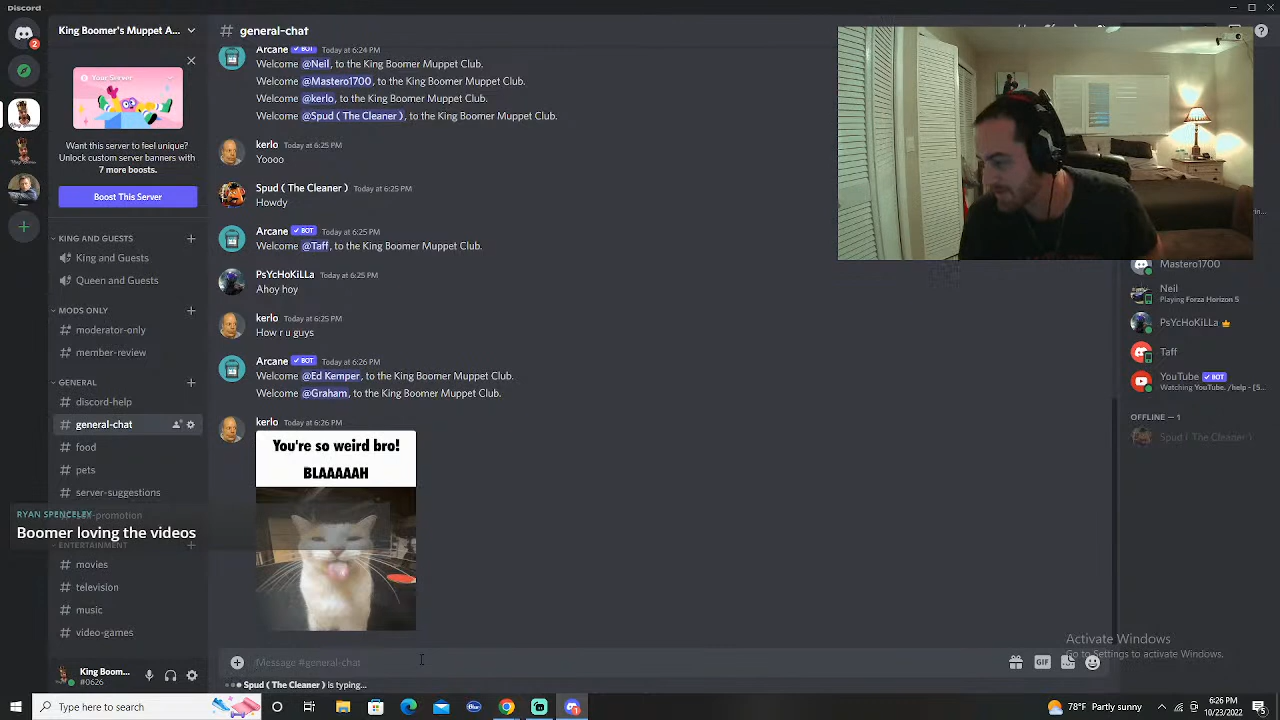 Discord
King Boomer's Muppet A...
general-chat
2
Your Server
Want this server to be unique?
Unlock custom server banners with
7 more boosts.
Boost This Server
KING AND GUESTS
King and Guests
Queen and Guests
MODS ONLY
moderator-only
member-review
GENERAL
discord-help
general-chat
food
pets
server-suggestions
RYAN SPENCELEY
Boomer loving the videos
ENTERTAINMENT
movies
television
music
video-games
King Boom...
#0626
Arcane BOT Today at 6:24 PM
Welcome @Neil, to the King Boomer Muppet Club.
Welcome @Mastero1700, to the King Boomer Muppet Club.
Welcome @kerlo, to the King Boomer Muppet Club.
Welcome @Spud ( The Cleaner ), to the King Boomer Muppet Club.
kerlo Today at 6:25 PM
Yoooo
Spud ( The Cleaner ) Today at 6:25 PM
Howdy
Arcane BOT Today at 6:25 PM
Welcome @Taff, to the King Boomer Muppet Club.
PsYcHoKiLLa Today at 6:25 PM
Ahoy hoy
kerlo Today at 6:25 PM
How r u guys
Arcane BOT Today at 6:26 PM
Welcome @Ed Kemper, to the King Boomer Muppet Club.
Welcome @Graham, to the King Boomer Muppet Club.
kerlo Today at 6:26 PM
You're so weird bro!
BLAAAAAH
Message #general-chat
GIF
Spud ( The Cleaner ) is typing...
Mastero1700
Neil
Playing Forza Horizon 5
PsYcHoKiLLa
Taff
YouTube BOT
Watching YouTube, /help - [S...
OFFLINE — 1
Spud ( The Cleaner )
Activate Windows
Go to Settings to activate Windows.
Type here to search
78°F Partly sunny
6:26 PM
10/23/2022